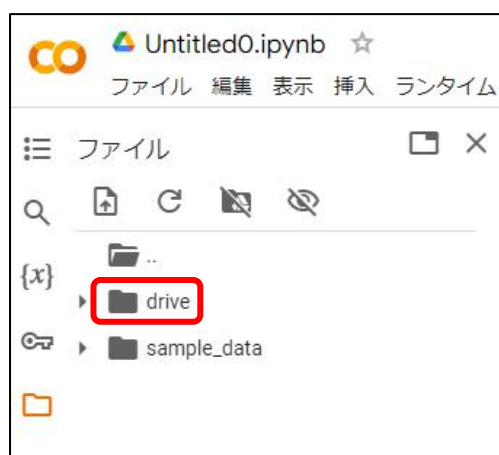 CO Untitled0.ipynb
ファイル 編集 表示 挿入 ランタイム
ファイル
..
{x}
drive
sample_data